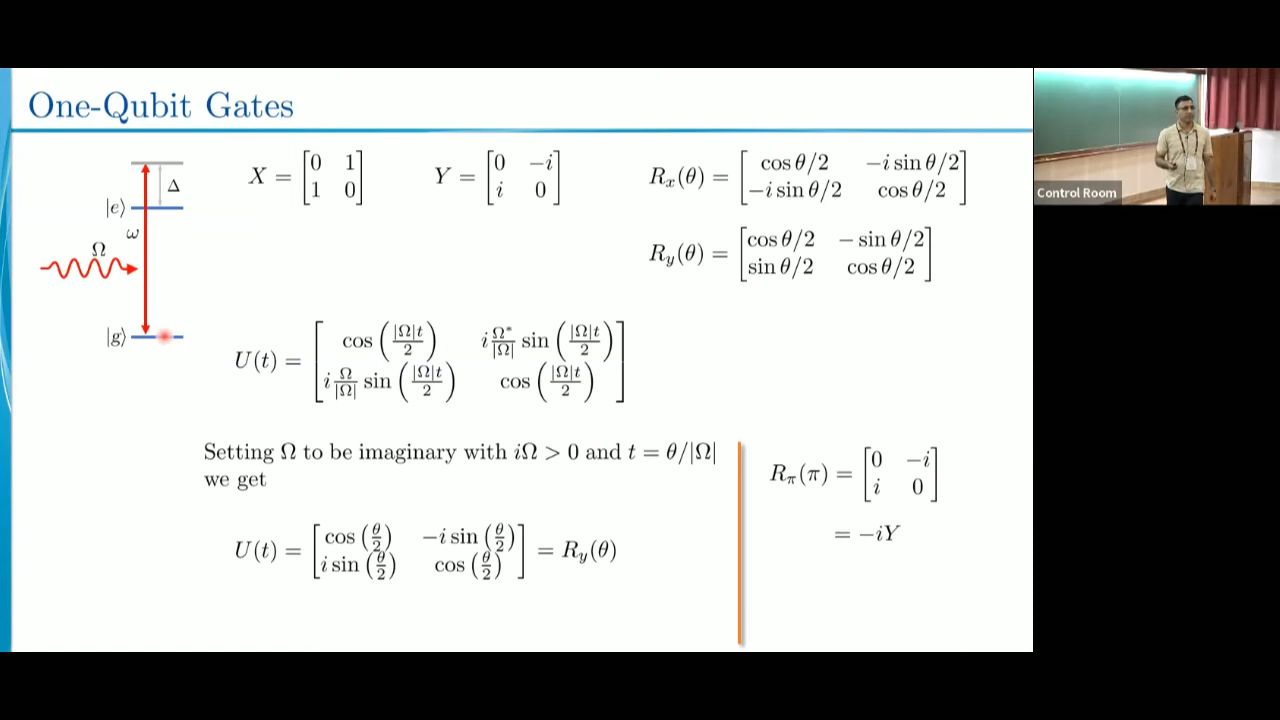 One-Qubit Gates
Δ
|e⟩
ω
Ω
|g⟩
X = [0 1; 1 0]
Y = [0 −i; i 0]
R_x(θ) = [cos θ/2 −i sin θ/2; −i sin θ/2 cos θ/2]
R_y(θ) = [cos θ/2 − sin θ/2; sin θ/2 cos θ/2]
U(t) = [cos (|Ω|t/2) i Ω*/|Ω| sin (|Ω|t/2); i Ω/|Ω| sin (|Ω|t/2) cos (|Ω|t/2)]
Setting Ω to be imaginary with iΩ > 0 and t = θ/|Ω|
we get
U(t) = [cos (θ/2) −i sin (θ/2); i sin (θ/2) cos (θ/2)] = R_y(θ)
R_π(π) = [0 −i; i 0]
= −iY
Control Room